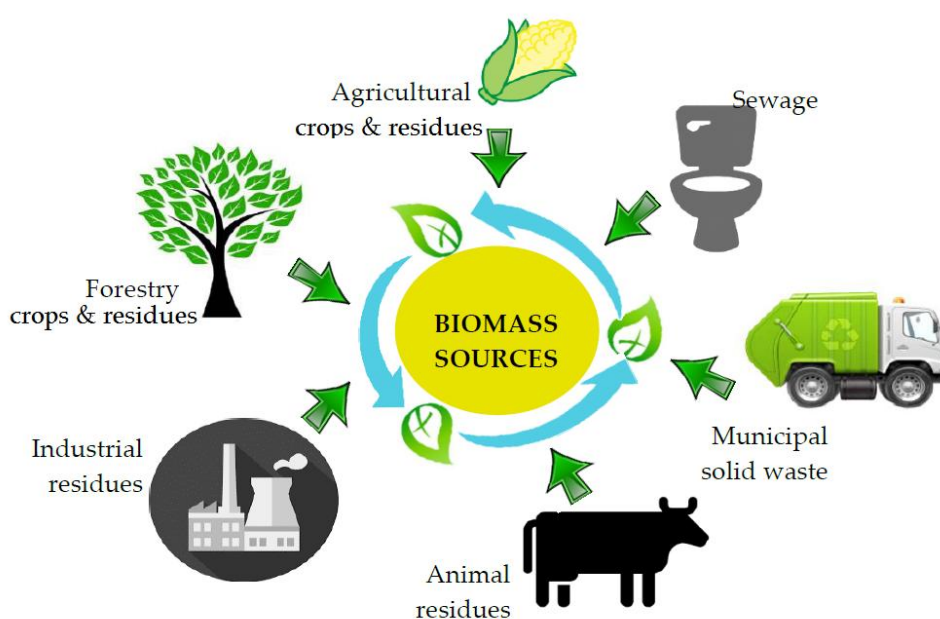 Agricultural
crops & residues
Sewage
Forestry
crops & residues
BIOMASS
SOURCES
Industrial
residues
Municipal
solid waste
Animal
residues